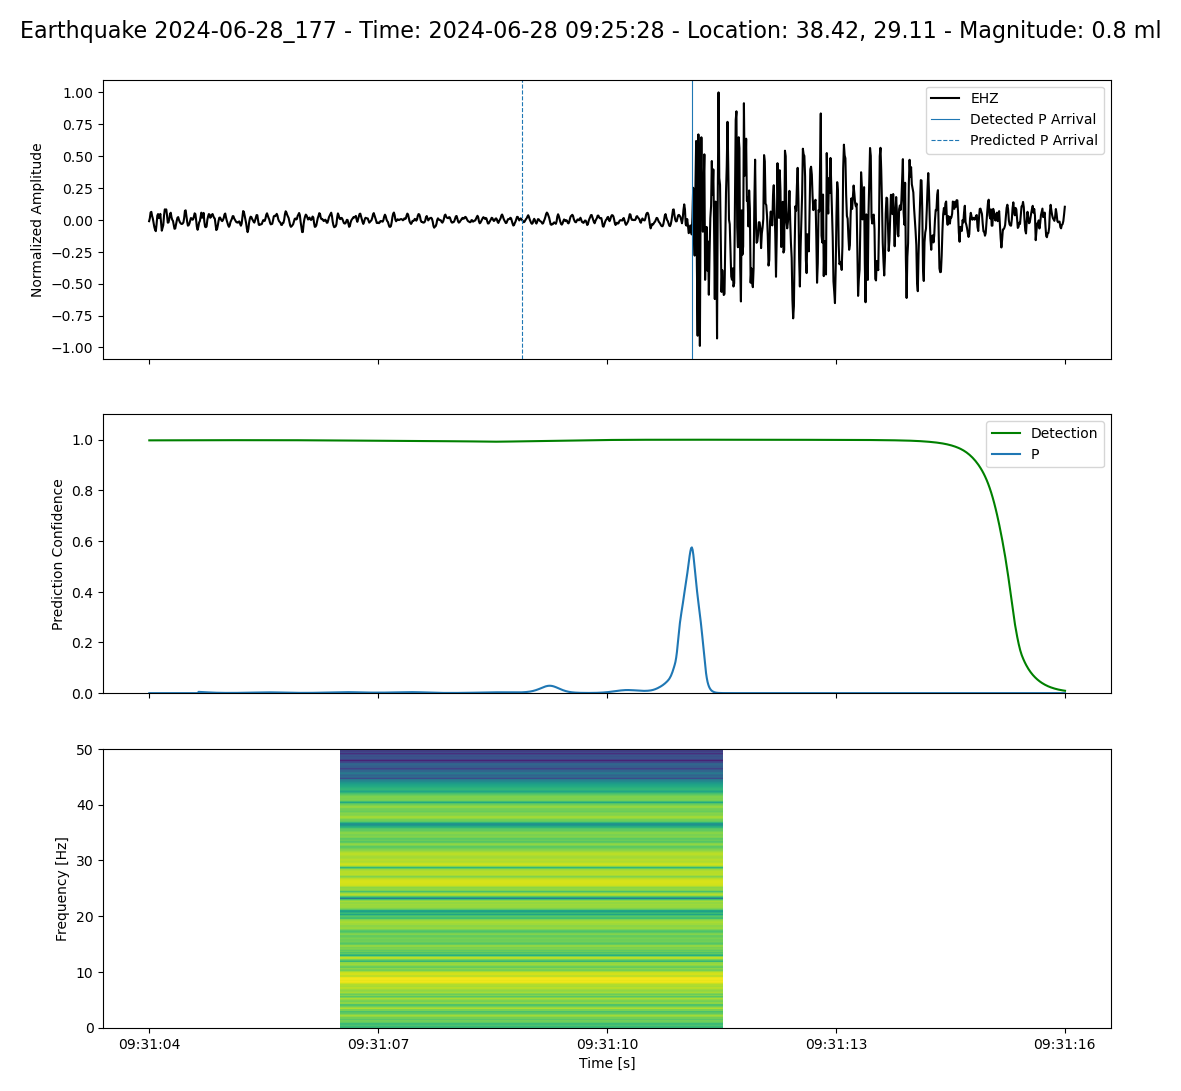 Earthquake 2024-06-28_177 - Time: 2024-06-28 09:25:28 - Location: 38.42, 29.11 - Magnitude: 0.8 ml
Normalized Amplitude
1.00
0.75
0.50
0.25
0.00
−0.25
−0.50
−0.75
−1.00
EHZ
Detected P Arrival
Predicted P Arrival
Prediction Confidence
1.0
0.8
0.6
0.4
0.2
0.0
Detection
P
Frequency [Hz]
50
40
30
20
10
0
09:31:04 09:31:07 09:31:10 09:31:13 09:31:16
Time [s]